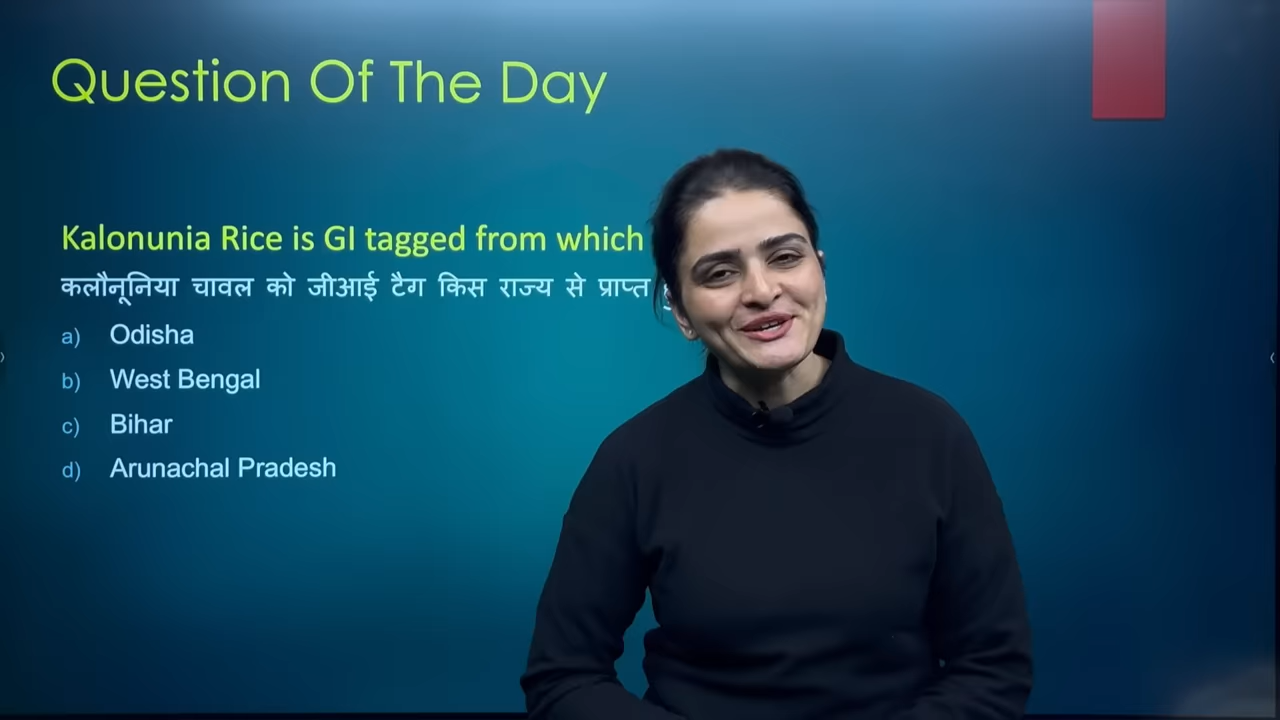 Question Of The Day
Kalonunia Rice is GI tagged from which
कलौनूनिया चावल को जीआई टैग किस राज्य से प्राप्त
a) Odisha
b) West Bengal
c) Bihar
d) Arunachal Pradesh